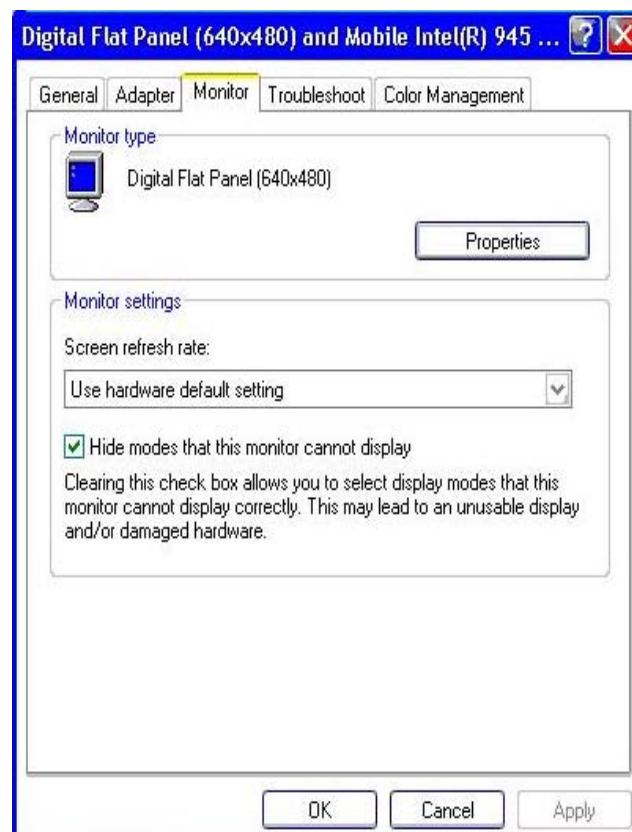 Digital Flat Panel (640x480) and Mobile Intel(R) 945 ...
General Adapter Monitor Troubleshoot Color Management
Monitor type
Digital Flat Panel (640x480)
Properties
Monitor settings
Screen refresh rate:
Use hardware default setting
Hide modes that this monitor cannot display
Clearing this check box allows you to select display modes that this
monitor cannot display correctly. This may lead to an unusable display
and/or damaged hardware.
OK Cancel Apply